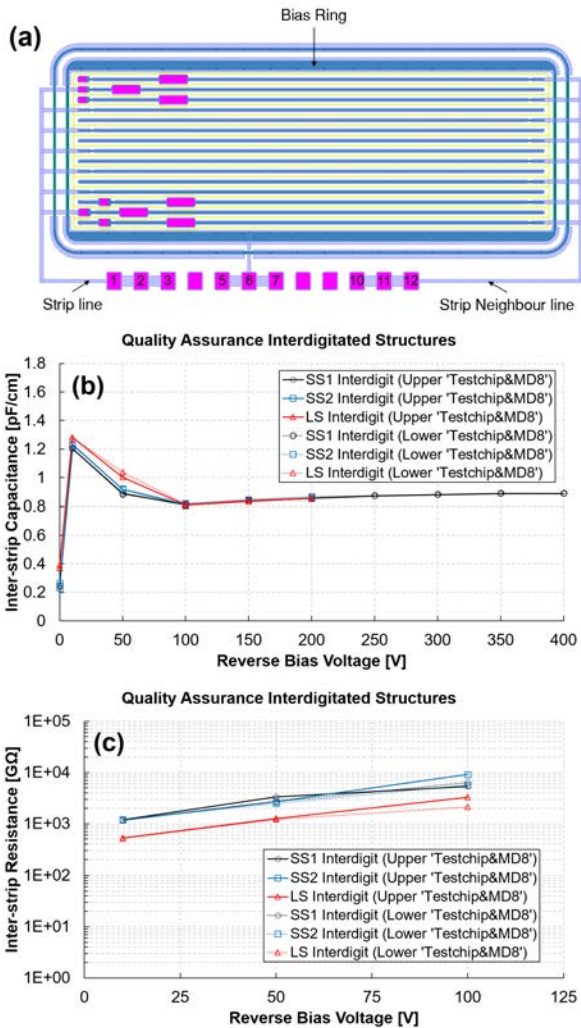 (a)
Bias Ring
1 2 3 5 6 7 10 11 12
Strip line
Strip Neighbour line
Quality Assurance Interdigitated Structures
(b)
Inter-strip Capacitance [pF/cm]
1.8
1.6
1.4
1.2
1.0
0.8
0.6
0.4
0.2
0
SS1 Interdigit (Upper 'Testchip&MD8')
SS2 Interdigit (Upper 'Testchip&MD8')
LS Interdigit (Upper 'Testchip&MD8')
SS1 Interdigit (Lower 'Testchip&MD8')
SS2 Interdigit (Lower 'Testchip&MD8')
LS Interdigit (Lower 'Testchip&MD8')
0 50 100 150 200 250 300 350 400
Reverse Bias Voltage [V]
Quality Assurance Interdigitated Structures
(c)
Inter-strip Resistance [GΩ]
1E+05
1E+04
1E+03
1E+02
1E+01
1E+00
SS1 Interdigit (Upper 'Testchip&MD8')
SS2 Interdigit (Upper 'Testchip&MD8')
LS Interdigit (Upper 'Testchip&MD8')
SS1 Interdigit (Lower 'Testchip&MD8')
SS2 Interdigit (Lower 'Testchip&MD8')
LS Interdigit (Lower 'Testchip&MD8')
0 25 50 75 100 125
Reverse Bias Voltage [V]